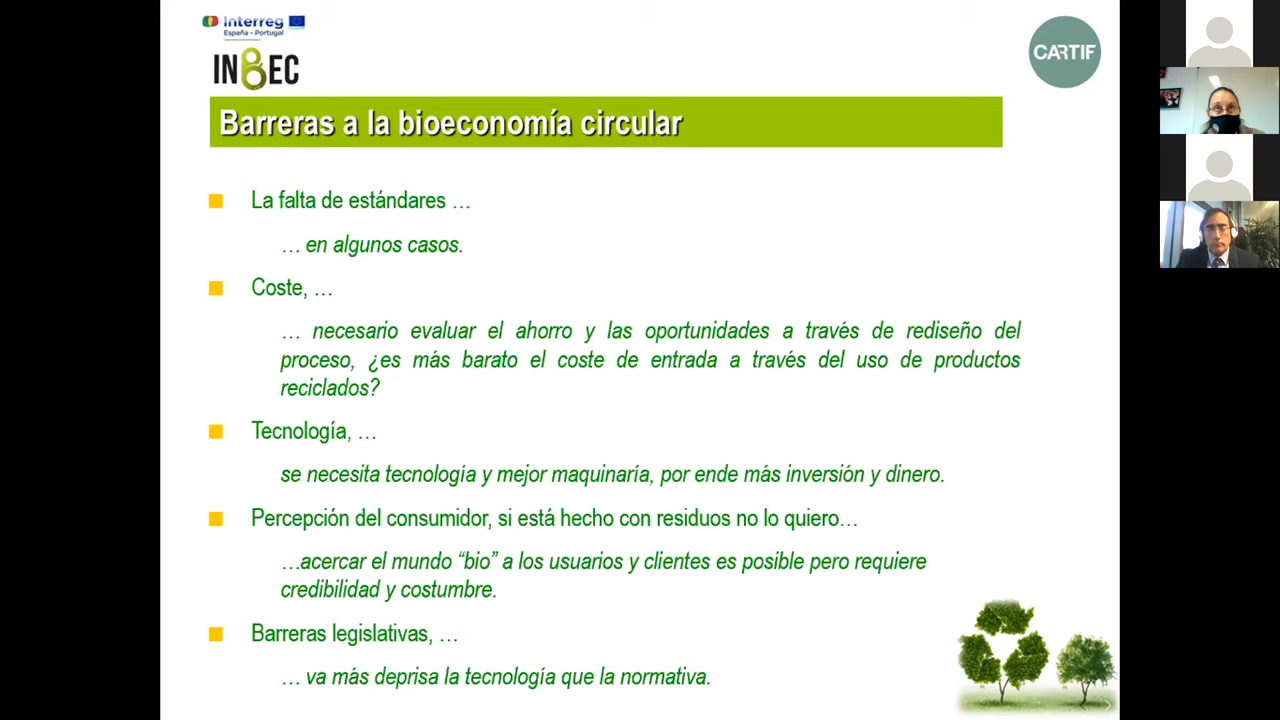 Interreg
España - Portugal
INBEC
CARTIF
Barreras a la bioeconomía circular
La falta de estándares …
… en algunos casos.
Coste, …
… necesario evaluar el ahorro y las oportunidades a través de rediseño del
proceso, ¿es más barato el coste de entrada a través del uso de productos
reciclados?
Tecnología, …
se necesita tecnología y mejor maquinaría, por ende más inversión y dinero.
Percepción del consumidor, si está hecho con residuos no lo quiero…
…acercar el mundo “bio” a los usuarios y clientes es posible pero requiere
credibilidad y costumbre.
Barreras legislativas, …
… va más deprisa la tecnología que la normativa.